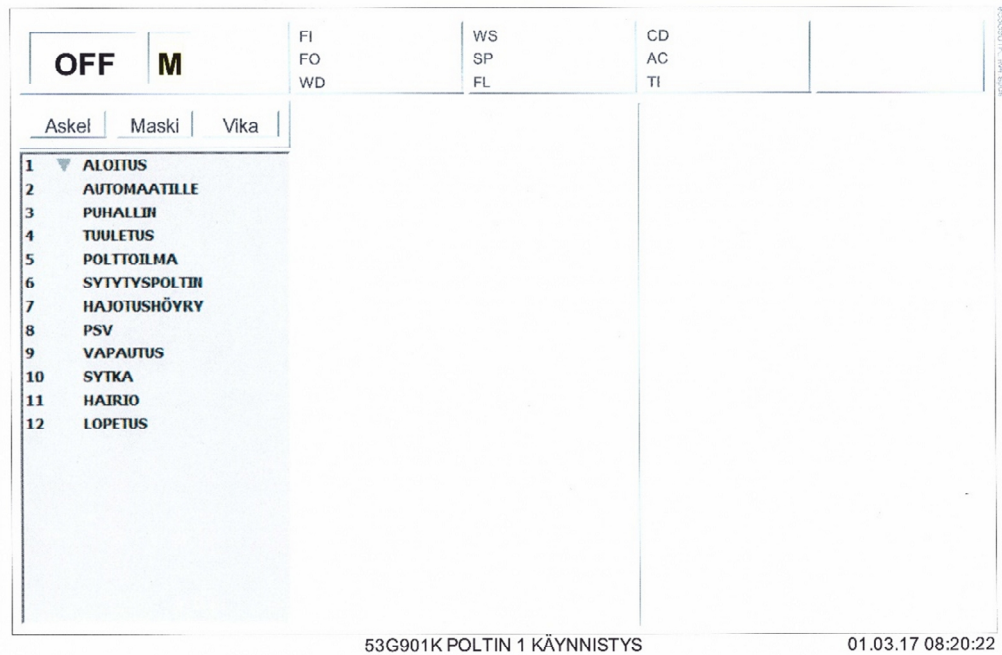 OFF M
FI WS CD
FO SP AC
WD FL TI
Askel Maski Vika
1 ALOITUS
2 AUTOMAATILLE
3 PUHALLIN
4 TUULETUS
5 POLTTOILMA
6 SYTYTYSPOLTIN
7 HAJOTUSHÖYRY
8 PSV
9 VAPAUTUS
10 SYTKA
11 HAIRIO
12 LOPETUS
53G901K POLTIN 1 KÄYNNISTYS 01.03.17 08:20:22